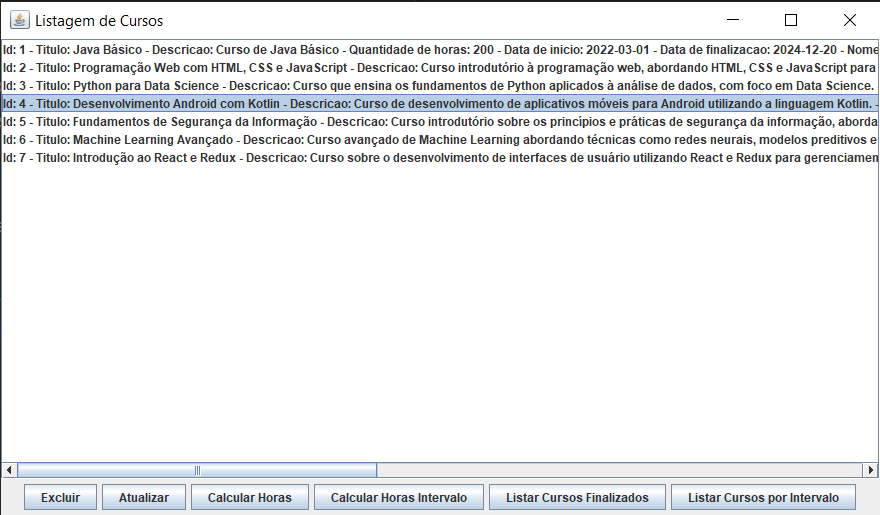 Listagem de Cursos
Id: 1 - Titulo: Java Básico - Descricao: Curso de Java Básico - Quantidade de horas: 200 - Data de inicio: 2022-03-01 - Data de finalizacao: 2024-12-20 - Nome
Id: 2 - Titulo: Programação Web com HTML, CSS e JavaScript - Descricao: Curso introdutório à programação web, abordando HTML, CSS e JavaScript para
Id: 3 - Titulo: Python para Data Science - Descricao: Curso que ensina os fundamentos de Python aplicados à análise de dados, com foco em Data Science.
Id: 4 - Titulo: Desenvolvimento Android com Kotlin - Descricao: Curso de desenvolvimento de aplicativos móveis para Android utilizando a linguagem Kotlin. -
Id: 5 - Titulo: Fundamentos de Segurança da Informação - Descricao: Curso introdutório sobre os princípios e práticas de segurança da informação, aborda
Id: 6 - Titulo: Machine Learning Avançado - Descricao: Curso avançado de Machine Learning abordando técnicas como redes neurais, modelos preditivos e
Id: 7 - Titulo: Introdução ao React e Redux - Descricao: Curso sobre o desenvolvimento de interfaces de usuário utilizando React e Redux para gerenciamen
Excluir Atualizar Calcular Horas Calcular Horas Intervalo Listar Cursos Finalizados Listar Cursos por Intervalo